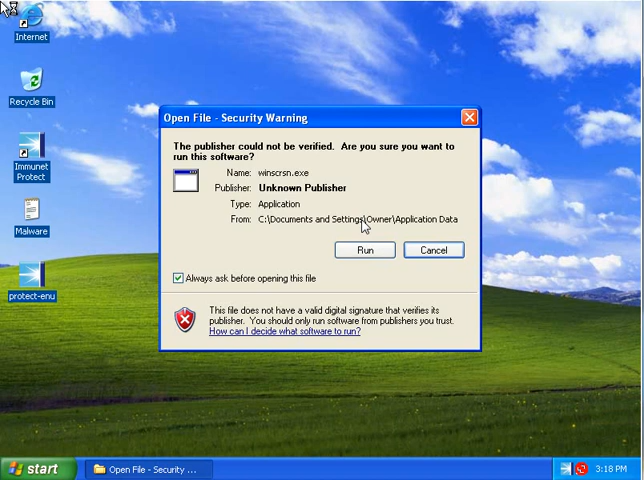 Internet
Recycle Bin
Immunet
Protect
Malware
protect-enu
Open File - Security Warning
The publisher could not be verified. Are you sure you want to
run this software?
Name: winscrsn.exe
Publisher: Unknown Publisher
Type: Application
From: C:\Documents and Settings\Owner\Application Data
Run
Cancel
Always ask before opening this file
This file does not have a valid digital signature that verifies its
publisher. You should only run software from publishers you trust.
How can I decide what software to run?
start
Open File - Security ...
3:18 PM